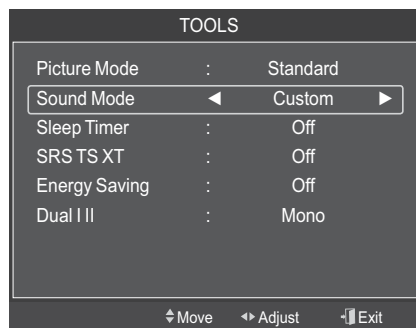 TOOLS
Picture Mode : Standard
Sound Mode ◀ Custom ▶
Sleep Timer : Off
SRS TS XT : Off
Energy Saving : Off
Dual I II : Mono
Move Adjust Exit